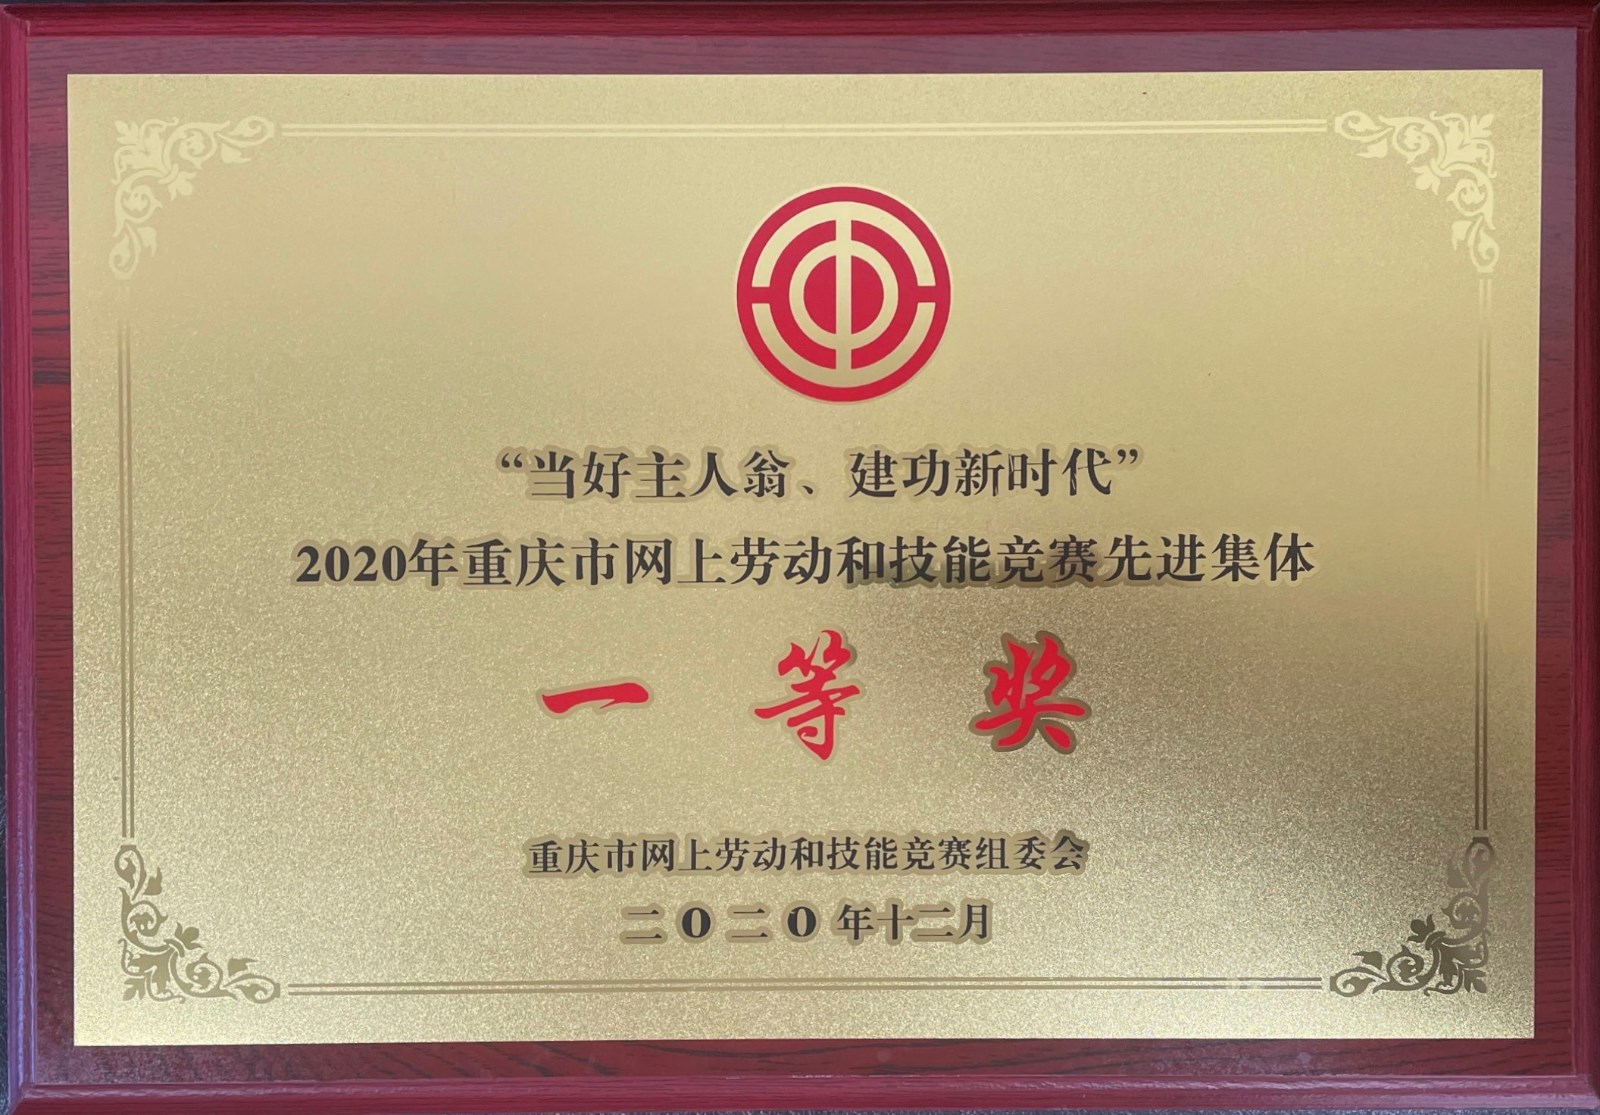 “当好主人翁、建功新时代”
2020年重庆市网上劳动和技能竞赛先进集体
一等奖
重庆市网上劳动和技能竞赛组委会
二〇二〇年十二月